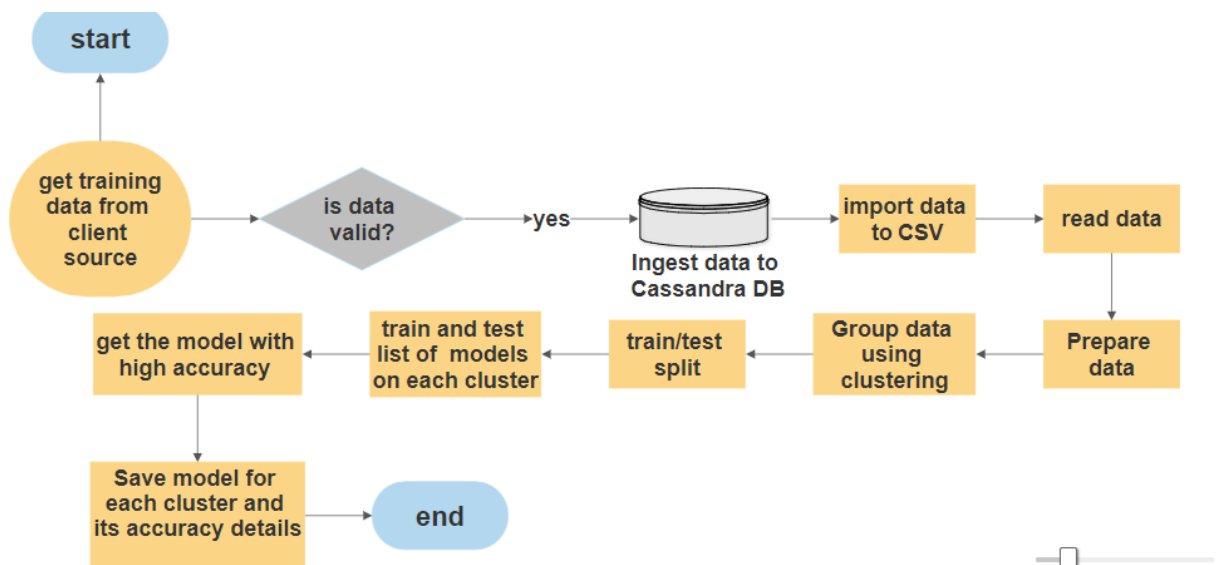 start
get training
data from
client
source
is data
valid?
yes
Ingest data to
Cassandra DB
import data
to CSV
read data
Prepare
data
Group data
using
clustering
train/test
split
train and test
list of models
on each cluster
get the model with
high accuracy
Save model for
each cluster and
its accuracy details
end